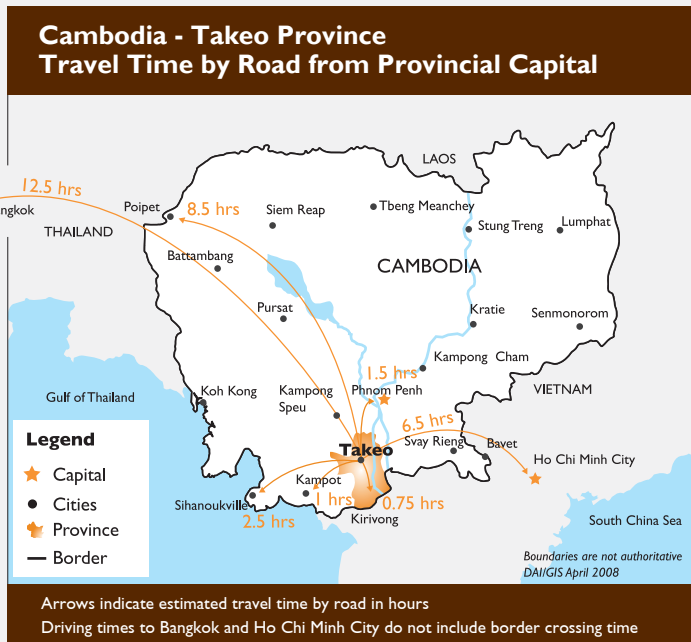 Cambodia - Takeo Province
Travel Time by Road from Provincial Capital
LAOS
12.5 hrs
ngkok
Poipet
8.5 hrs
Siem Reap
Tbeng Meanchey
Stung Treng
Lumphat
THAILAND
Battambang
CAMBODIA
Pursat
Kratie
Senmonorom
Kampong Cham
1.5 hrs
Phnom Penh
VIETNAM
Gulf of Thailand
Koh Kong
Kampong
Speu
6.5 hrs
Legend
Capital
Cities
Province
Border
Takeo
Svay Rieng
Bavet
Ho Chi Minh City
Kampot
Sihanoukville
2.5 hrs
1 hrs
0.75 hrs
Kirivong
South China Sea
Boundaries are not authoritative
DAI/GIS April 2008
Arrows indicate estimated travel time by road in hours
Driving times to Bangkok and Ho Chi Minh City do not include border crossing time